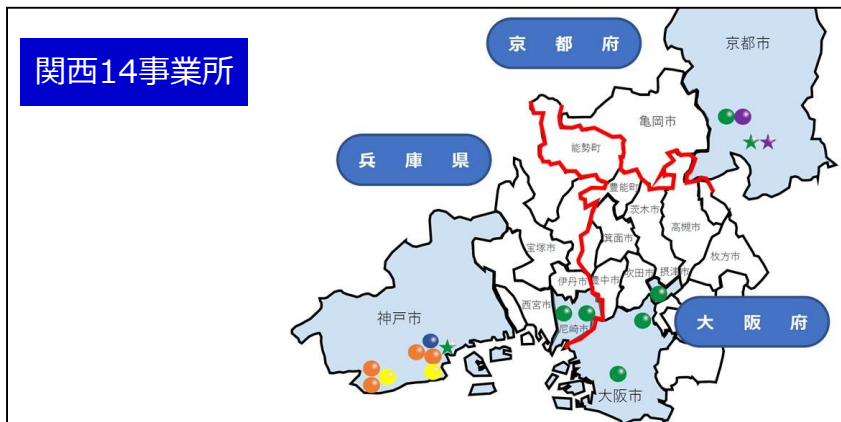 関西14事業所
京都府
京都市
亀岡市
能勢町
兵庫県
豊能町
茨木市
高槻市
箕面市
枚方市
宝塚市
伊丹市
豊中市
吹田市
摂津市
西宮市
神戸市
尼崎市
大阪府
大阪市